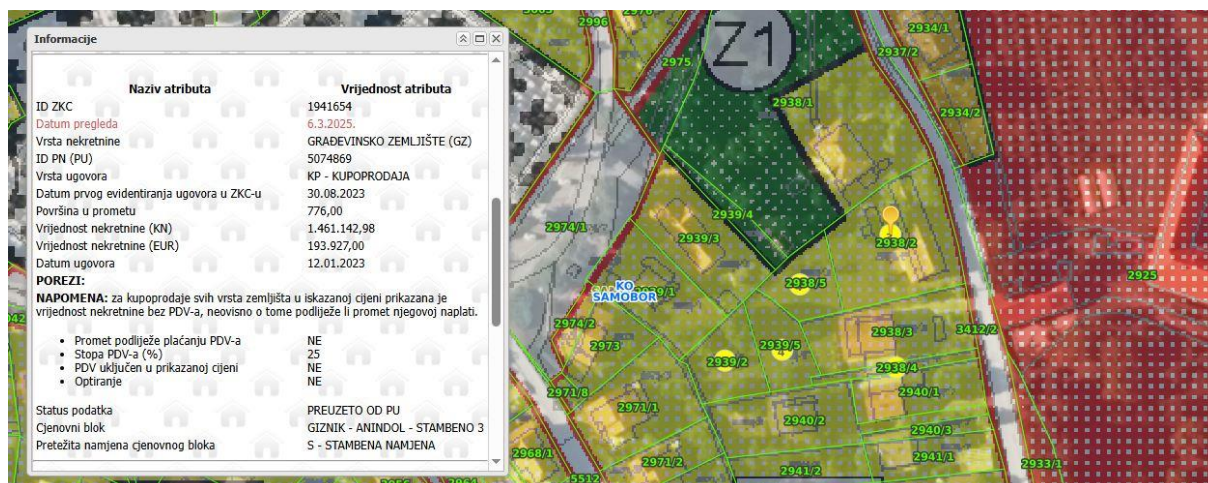 Informacije
Naziv atributa Vrijednost atributa
ID ZKC 1941654
Datum pregleda 6.3.2025.
Vrsta nekretnine GRAĐEVINSKO ZEMLJIŠTE (GZ)
ID PN (PU) 5074869
Vrsta ugovora KP - KUPOPRODAJA
Datum prvog evidentiranja ugovora u ZKC-u 30.08.2023
Površina u prometu 776,00
Vrijednost nekretnine (KN) 1.461.142,98
Vrijednost nekretnine (EUR) 193.927,00
Datum ugovora 12.01.2023
POREZI:
NAPOMENA: za kupoprodaje svih vrsta zemljišta u iskazanoj cijeni prikazana je
vrijednost nekretnine bez PDV-a, neovisno o tome podliježe li promet njegovoj naplati.
• Promet podliježe plaćanju PDV-a NE
• Stopa PDV-a (%) 25
• PDV uključen u prikazanoj cijeni NE
• Optiranje NE
Status podatka PREUZETO OD PU
Cjenovni blok GIZNIK - ANINDOL - STAMBENO 3
Pretežita namjena cjenovnog bloka S - STAMBENA NAMJENA
2996
2975
Z1
2934/1
2937/2
2938/1
2934/2
2939/4
2974/1
2939/3
2938/2
2925
2938/5
KO
SAMOBOR
2939/1
2974/2
2973
2938/3
3412/2
2939/5
2939/2
2938/4
2971/8
2971/1
2940/1
2940/2
2940/3
2968/1
2971/2
2941/1
2941/2
2933/1
5512